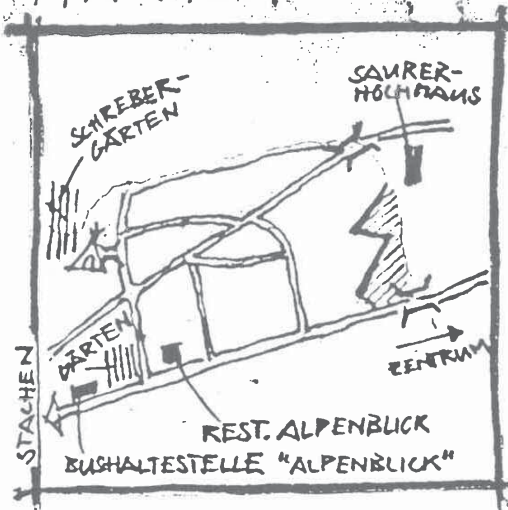 SCHREBER-
GÄRTEN
SAURER-
HOCHHAUS
GÄRTEN
ZENTRUM
STACHEN
REST. ALPENBLICK
BUSHALTESTELLE "ALPENBLICK"